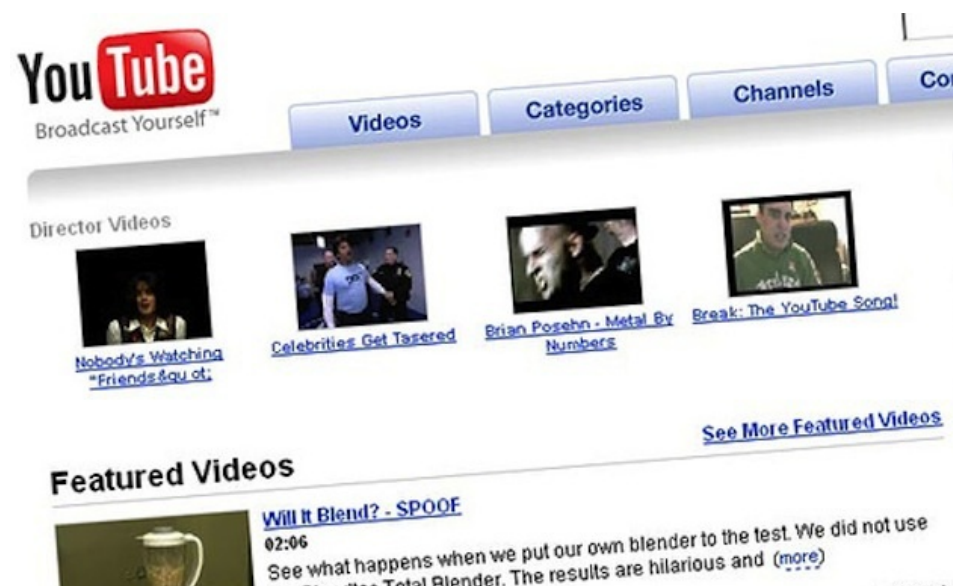 YouTube
Broadcast Yourself™
Videos
Categories
Channels
Director Videos
Nobody's Watching
"Friends&qu ot;
Celebrities Get Tasered
Brian Posehn - Metal By
Numbers
Break: The YouTube Song!
See More Featured Videos
Featured Videos
Will It Blend? - SPOOF
02:06
See what happens when we put our own blender to the test. We did not use
Total Blender. The results are hilarious and (more)